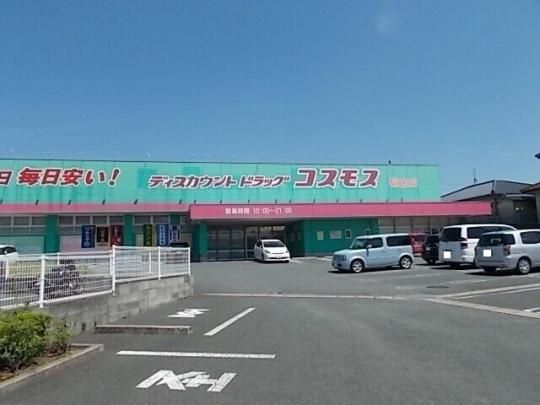 日 毎日安い!
ディスカウント ドラッグ コスモス
営業時間 10:00~21:00